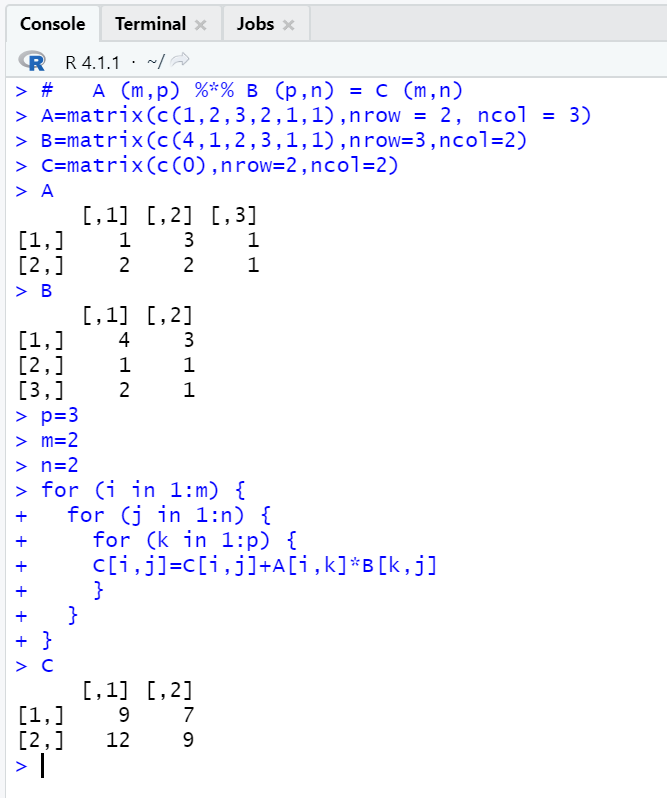 Console Terminal Jobs
R R 4.1.1 · ~/
> #   A (m,p) %*% B (p,n) = C (m,n)
> A=matrix(c(1,2,3,2,1,1),nrow = 2, ncol = 3)
> B=matrix(c(4,1,2,3,1,1),nrow=3,ncol=2)
> C=matrix(c(0),nrow=2,ncol=2)
> A
     [,1] [,2] [,3]
[1,]    1    3    1
[2,]    2    2    1
> B
     [,1] [,2]
[1,]    4    3
[2,]    1    1
[3,]    2    1
> p=3
> m=2
> n=2
> for (i in 1:m) {
+   for (j in 1:n) {
+     for (k in 1:p) {
+     C[i,j]=C[i,j]+A[i,k]*B[k,j]
+     }
+   }
+ }
> C
     [,1] [,2]
[1,]    9    7
[2,]   12    9
>